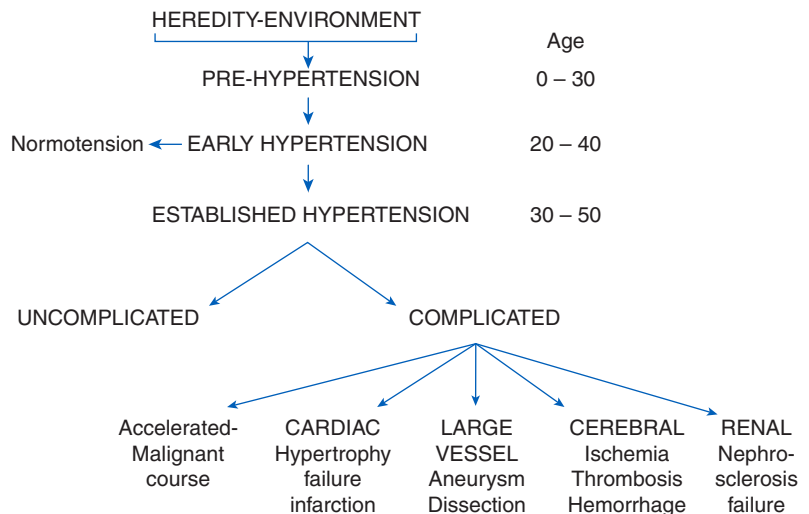 HEREDITY-ENVIRONMENT
Age
PRE-HYPERTENSION 0 – 30
Normotension EARLY HYPERTENSION 20 – 40
ESTABLISHED HYPERTENSION 30 – 50
UNCOMPLICATED COMPLICATED
Accelerated-
Malignant
course
CARDIAC
Hypertrophy
failure
infarction
LARGE
VESSEL
Aneurysm
Dissection
CEREBRAL
Ischemia
Thrombosis
Hemorrhage
RENAL
Nephro-
sclerosis
failure